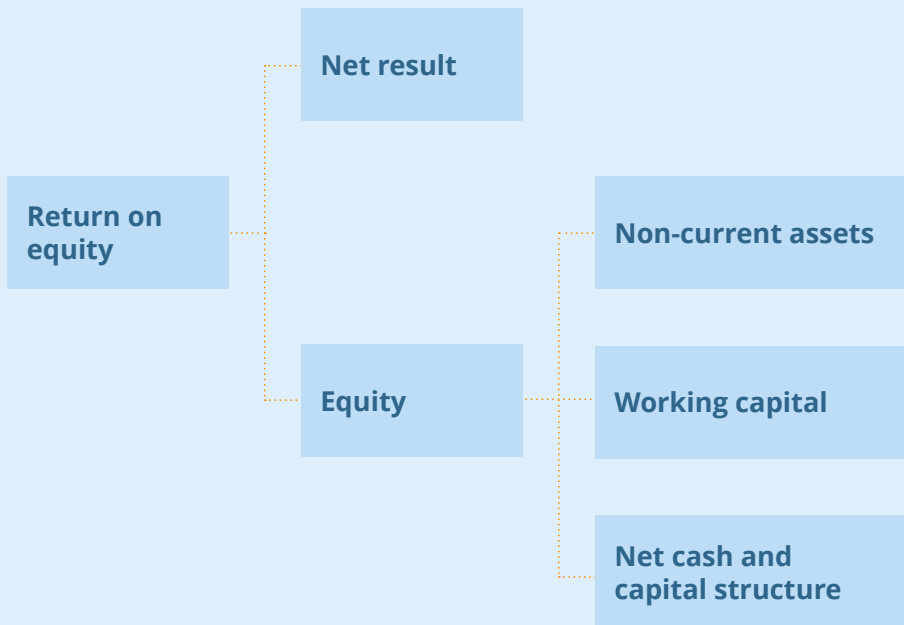 Net result
Return on
equity
Non-current assets
Equity
Working capital
Net cash and
capital structure